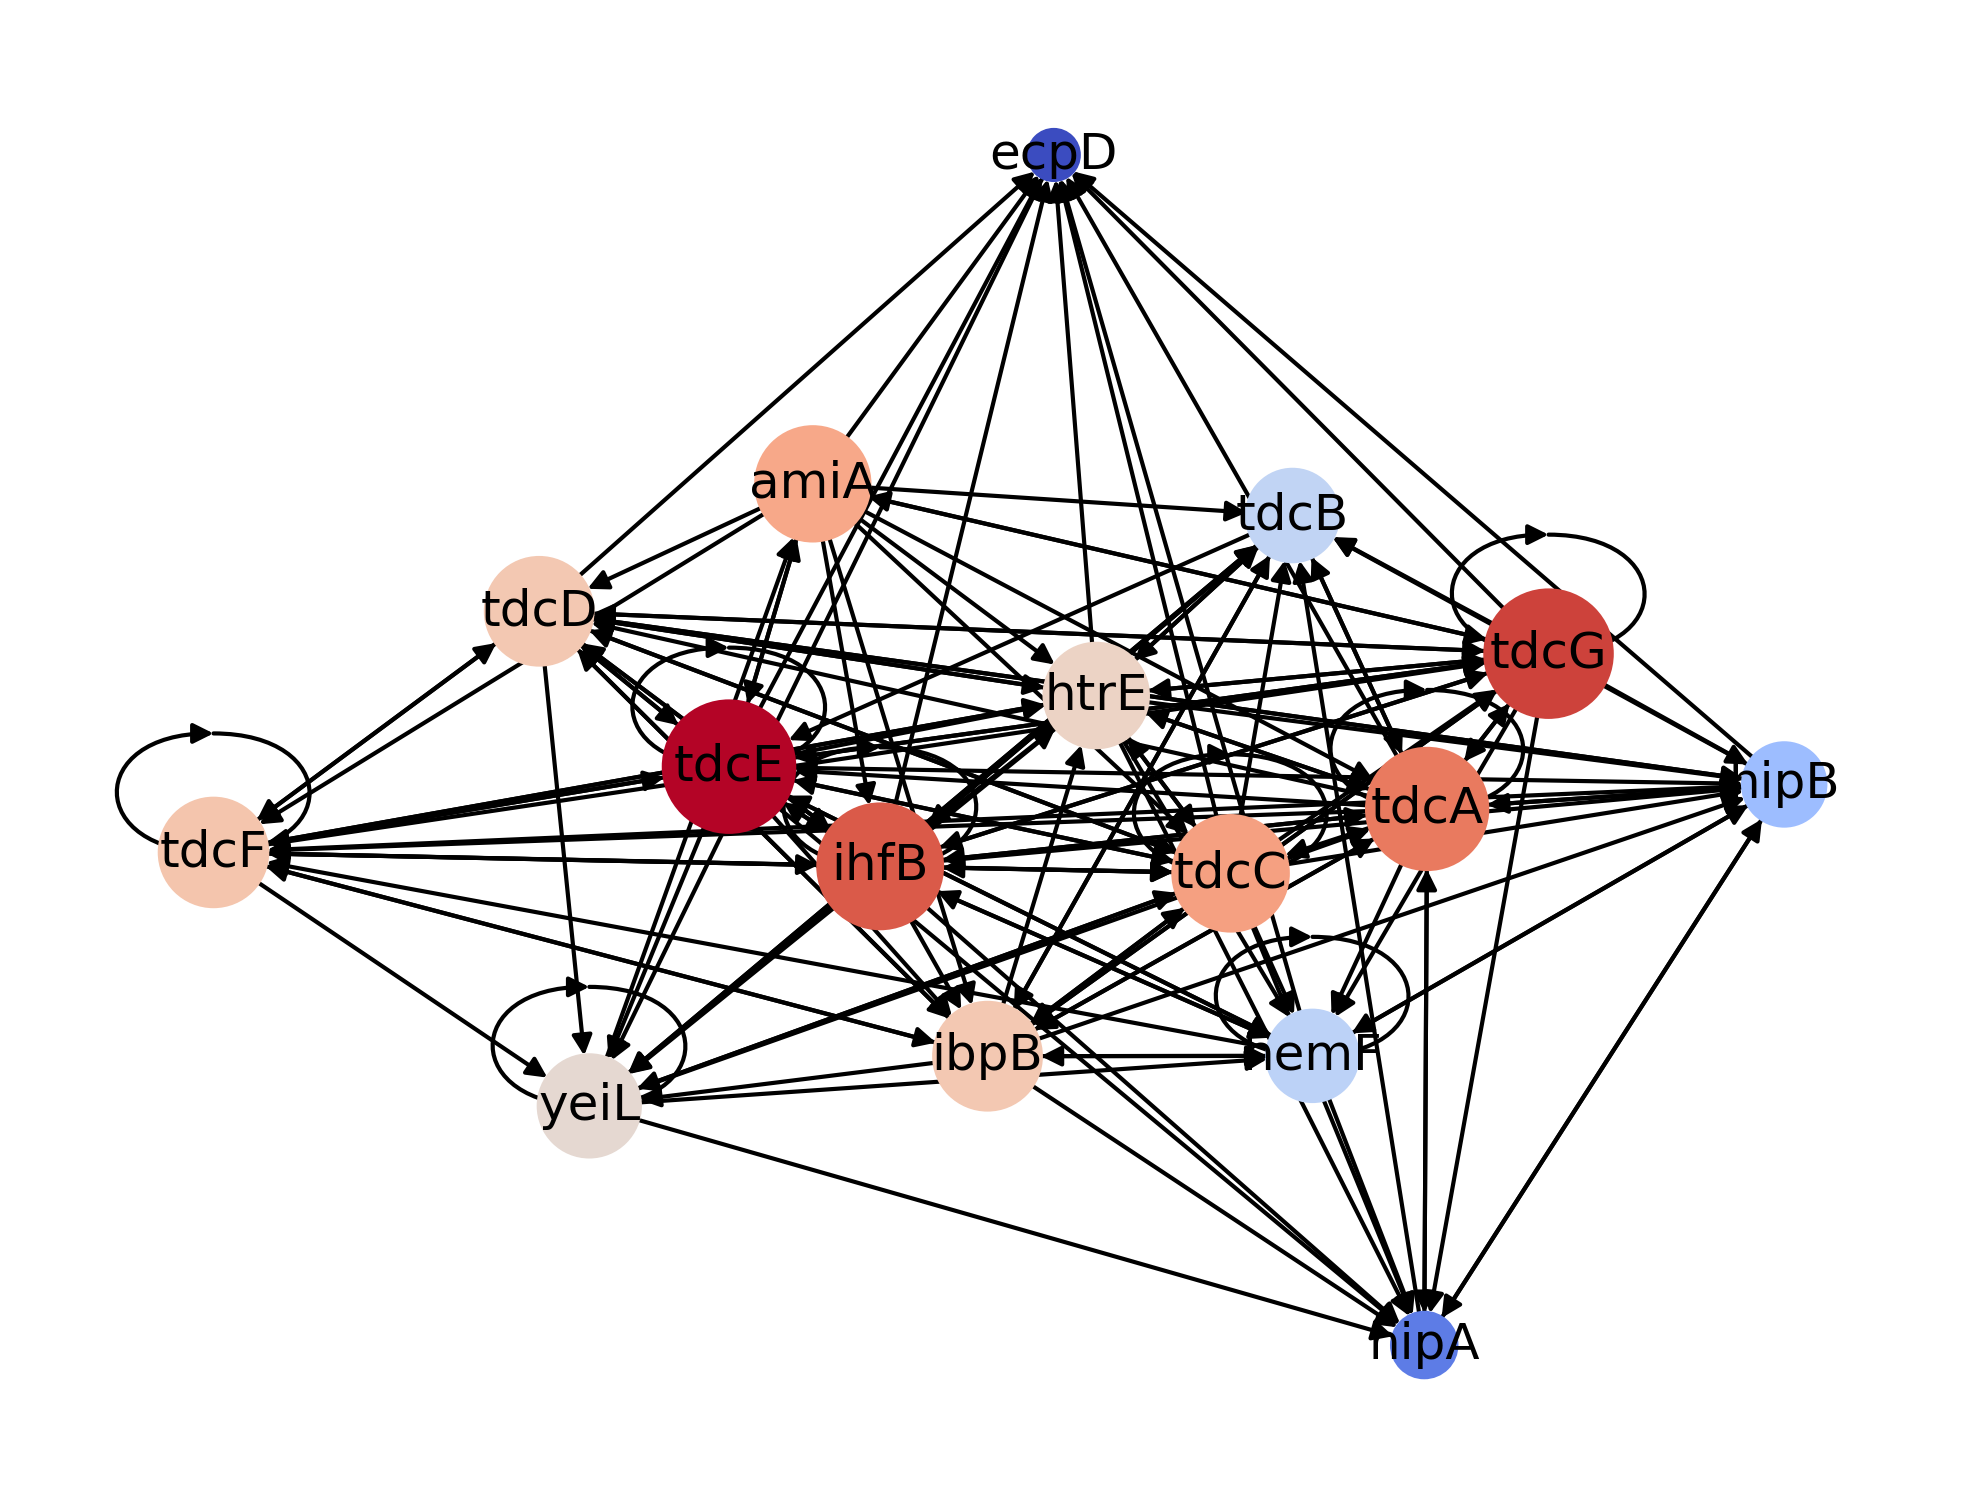 ecpD
amiA
tdcB
tdcD
tdcG
htrE
tdcE
hipB
tdcA
tdcF
ihfB
tdcC
ibpB
hemF
yeiL
hipA